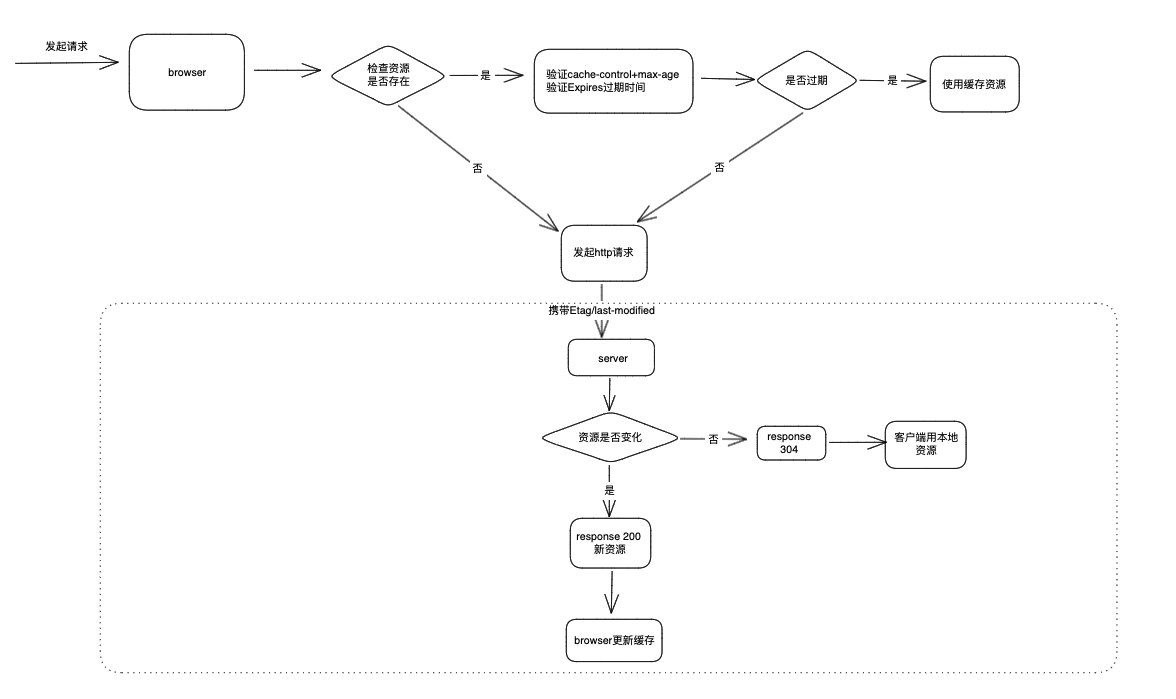 发起请求
browser
检查资源
是否存在
是
验证cache-control+max-age
验证Expires过期时间
是否过期
是
使用缓存资源
否
否
发起http请求
携带Etag/last-modified
server
资源是否变化
否
response
304
客户端用本地
资源
是
response 200
新资源
browser更新缓存